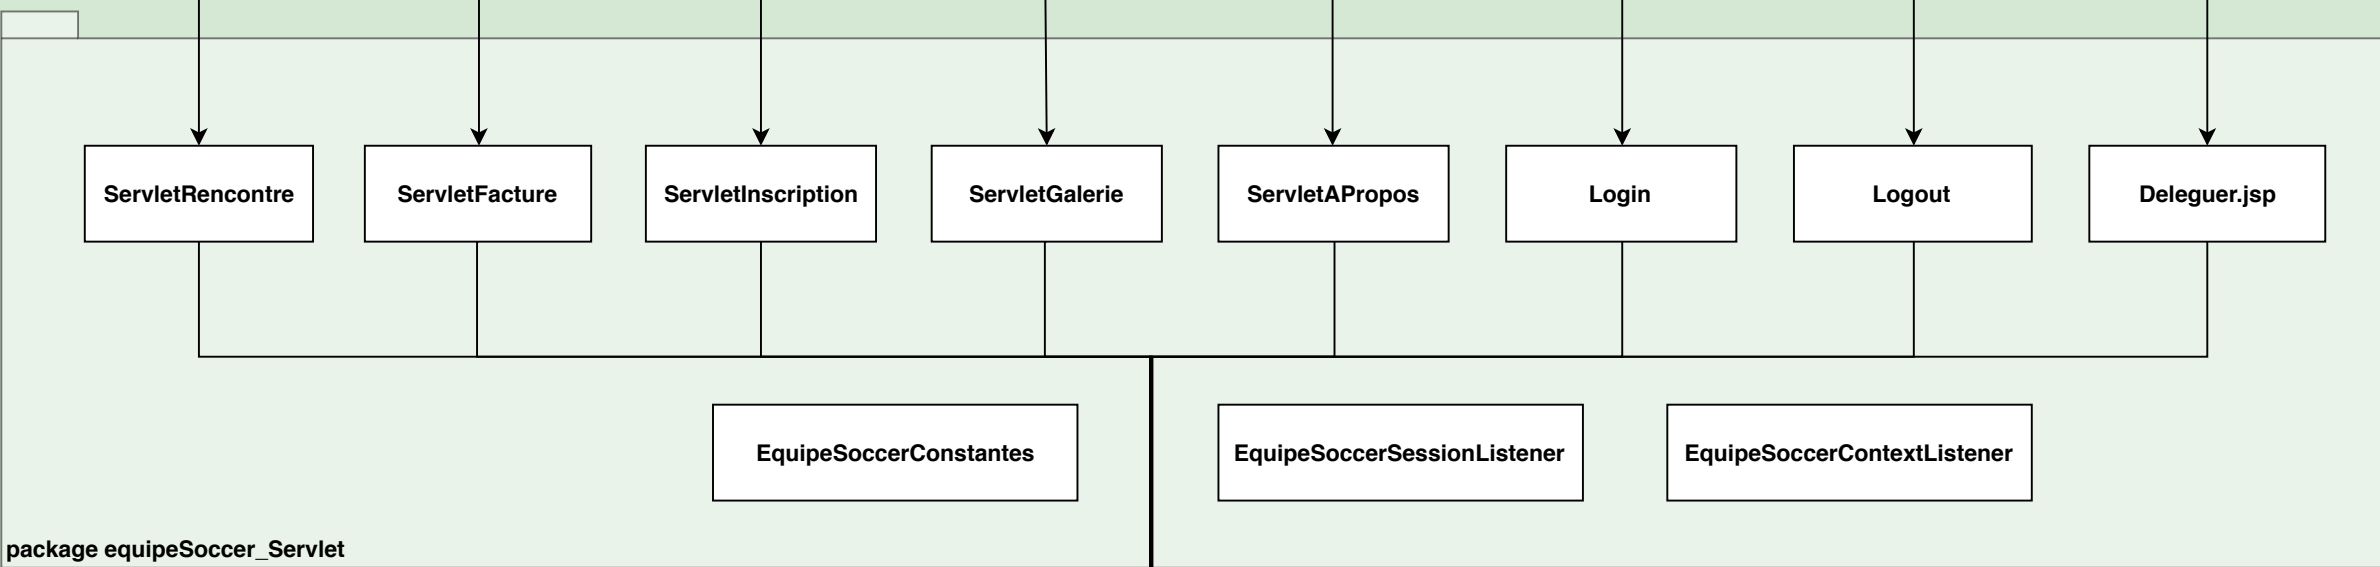 ServletRencontre
ServletFacture
ServletInscription
ServletGalerie
ServletAPropos
Login
Logout
Deleguer.jsp
EquipeSoccerConstantes
EquipeSoccerSessionListener
EquipeSoccerContextListener
package equipeSoccer_Servlet